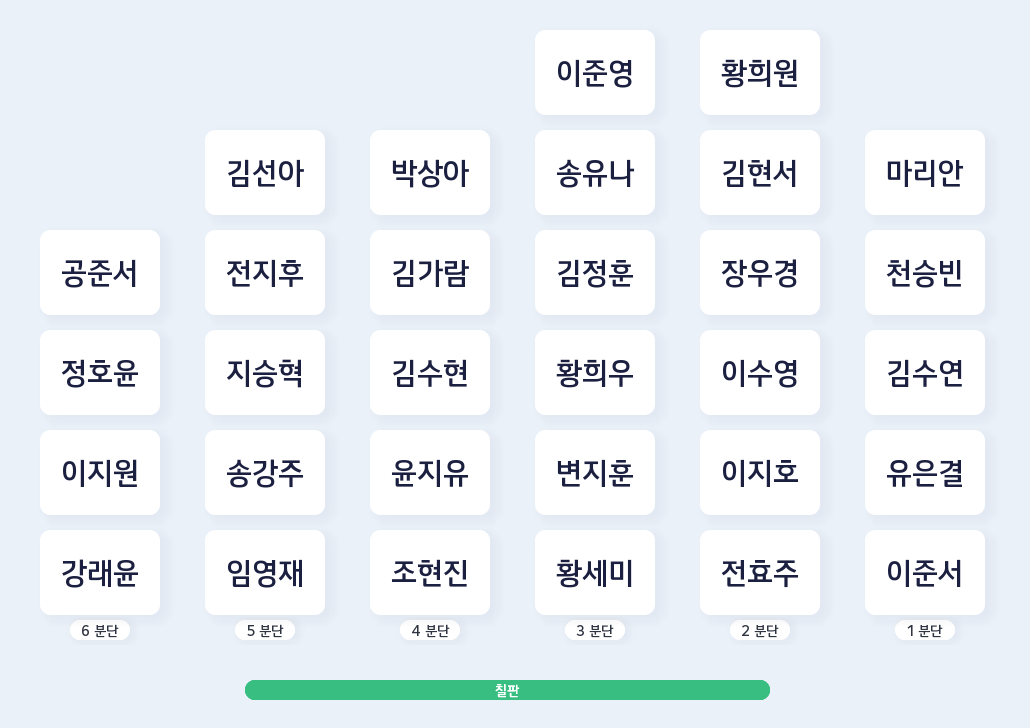 이준영 황희원
김선아 박상아 송유나 김현서 마리안
공준서 전지후 김가람 김정훈 장우경 천승빈
정호윤 지승혁 김수현 황희우 이수영 김수연
이지원 송강주 윤지유 변지훈 이지호 유은결
강래윤 임영재 조현진 황세미 전효주 이준서
6 분단 5 분단 4 분단 3 분단 2 분단 1 분단
칠판